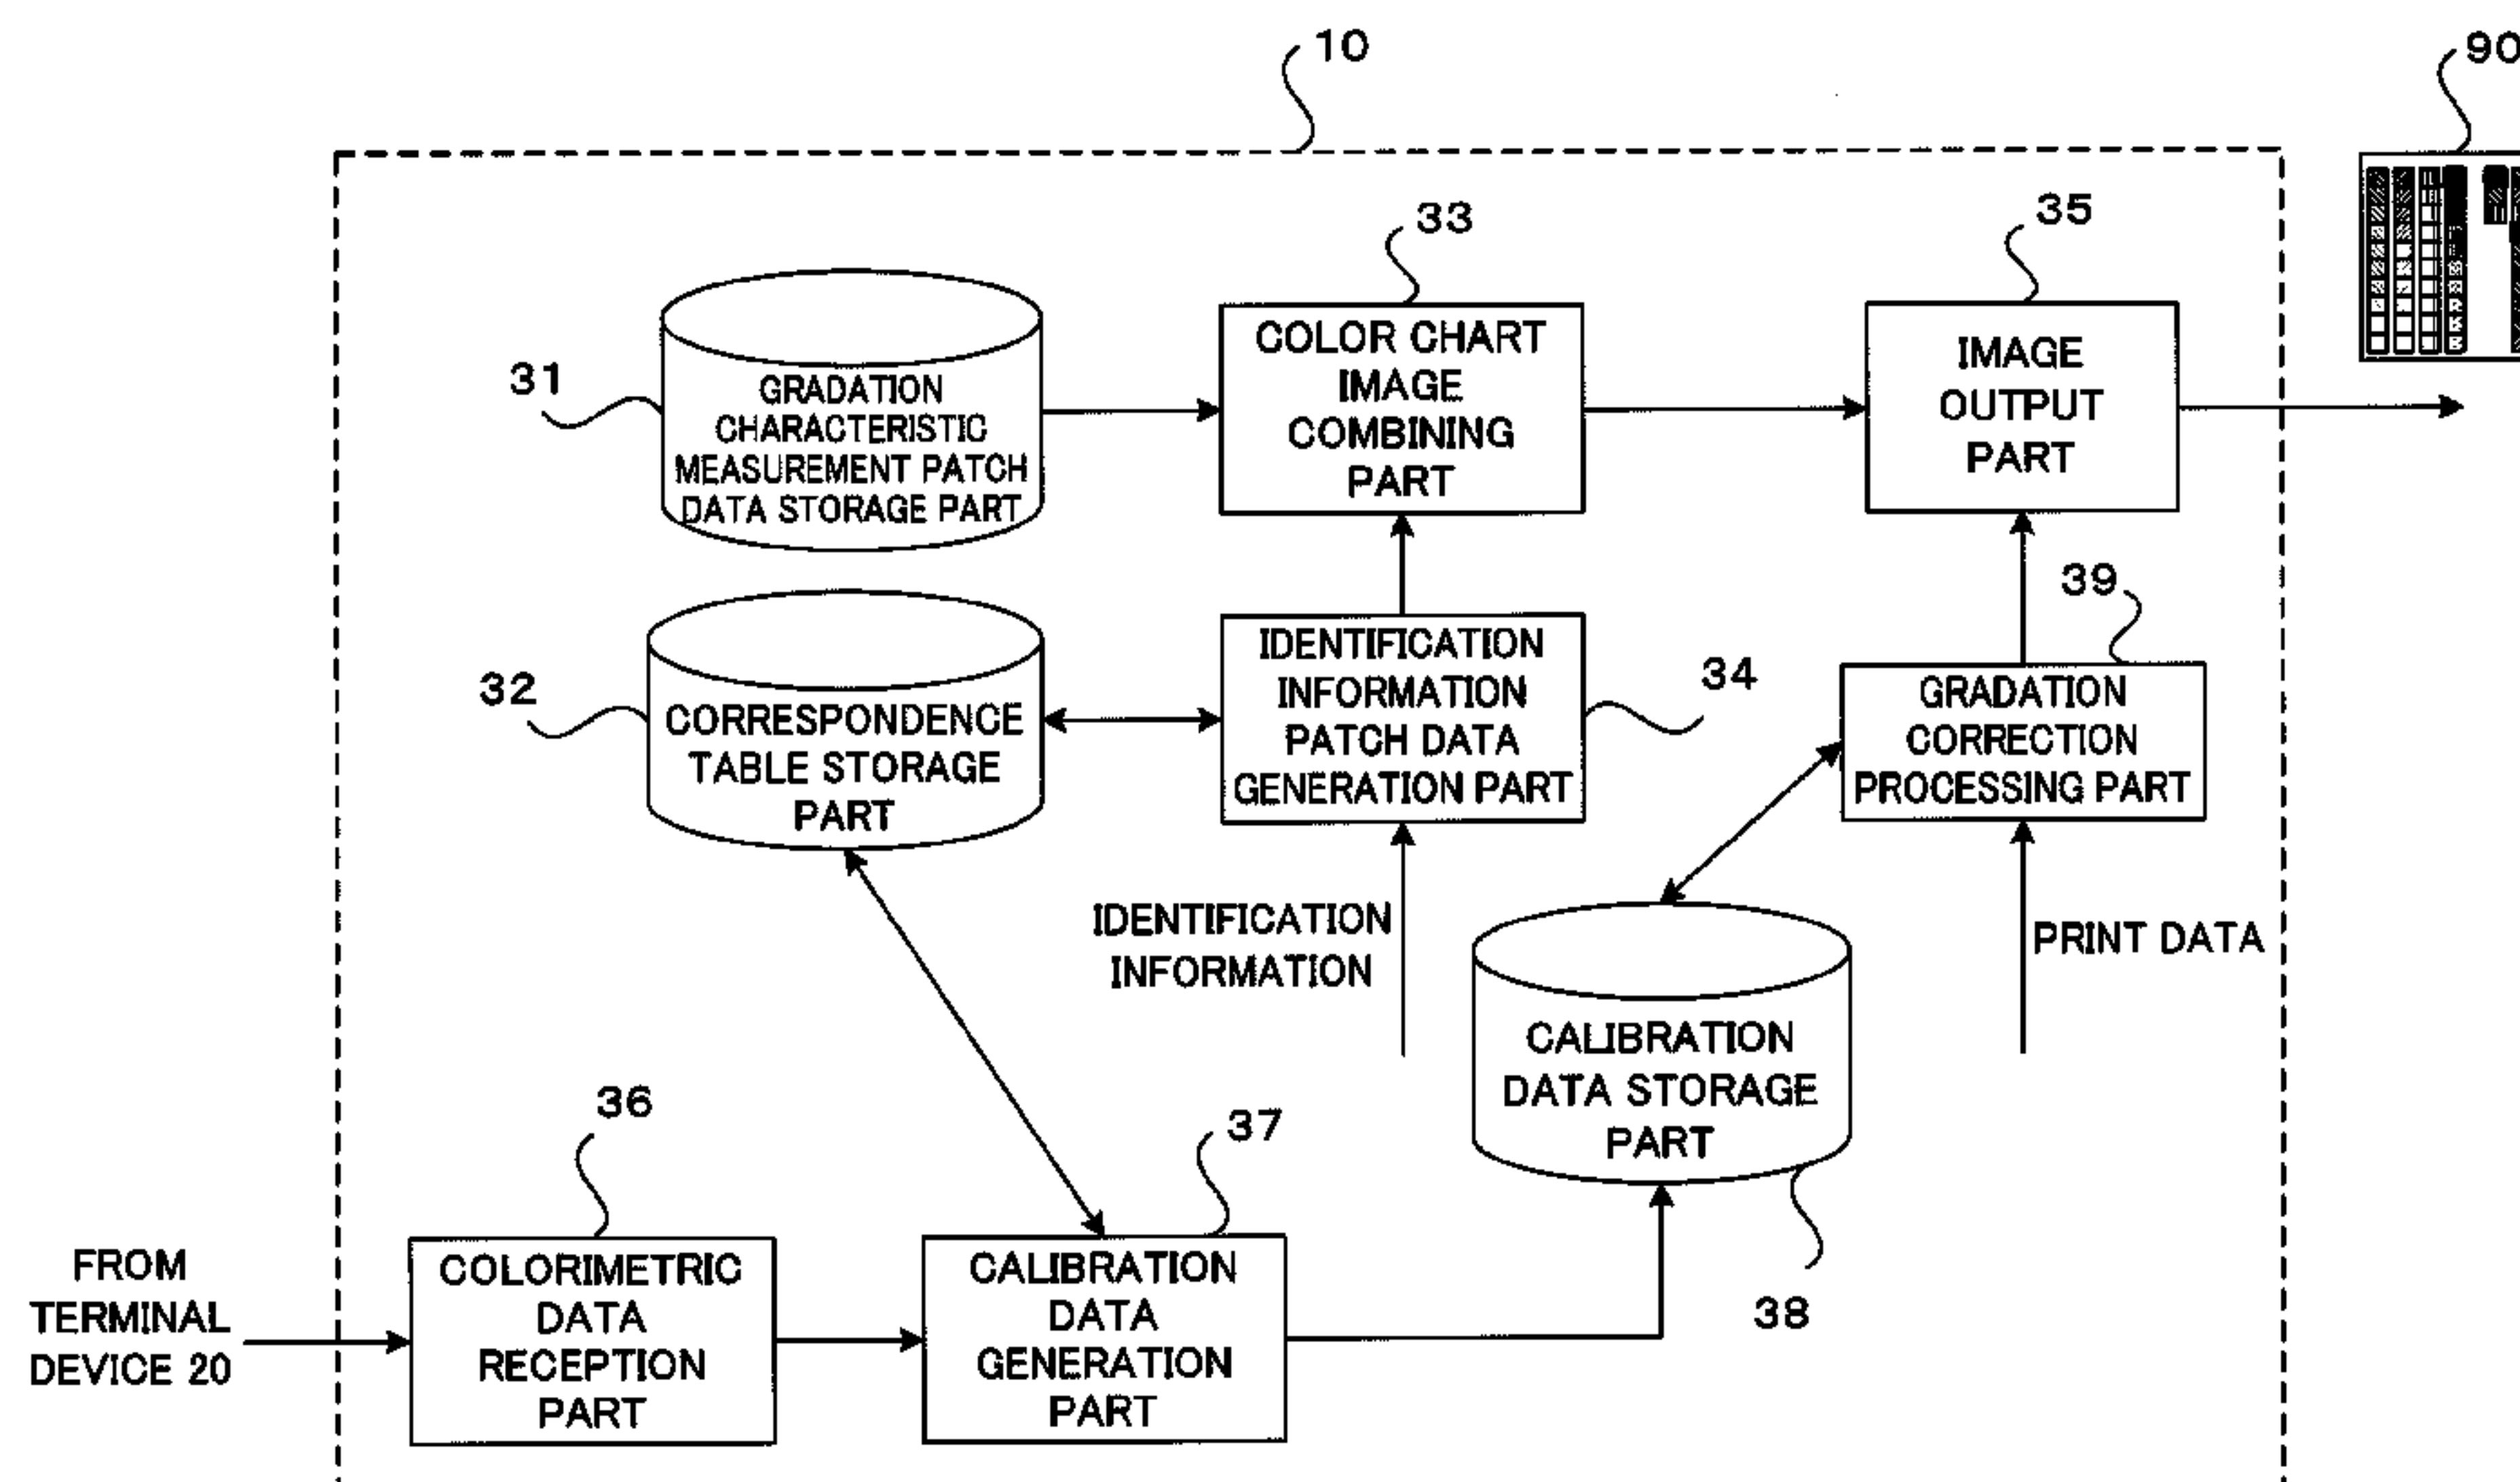 10
90
33
35
31
GRADATION
CHARACTERISTIC
MEASUREMENT PATCH
DATA STORAGE PART
COLOR CHART
IMAGE
COMBINING
PART
IMAGE
OUTPUT
PART
32
CORRESPONDENCE
TABLE STORAGE
PART
IDENTIFICATION
INFORMATION
PATCH DATA
GENERATION PART
34
39
GRADATION
CORRECTION
PROCESSING PART
IDENTIFICATION
INFORMATION
PRINT DATA
CALIBRATION
DATA STORAGE
PART
38
36
37
FROM
TERMINAL
DEVICE 20
COLORIMETRIC
DATA
RECEPTION
PART
CALIBRATION
DATA
GENERATION
PART